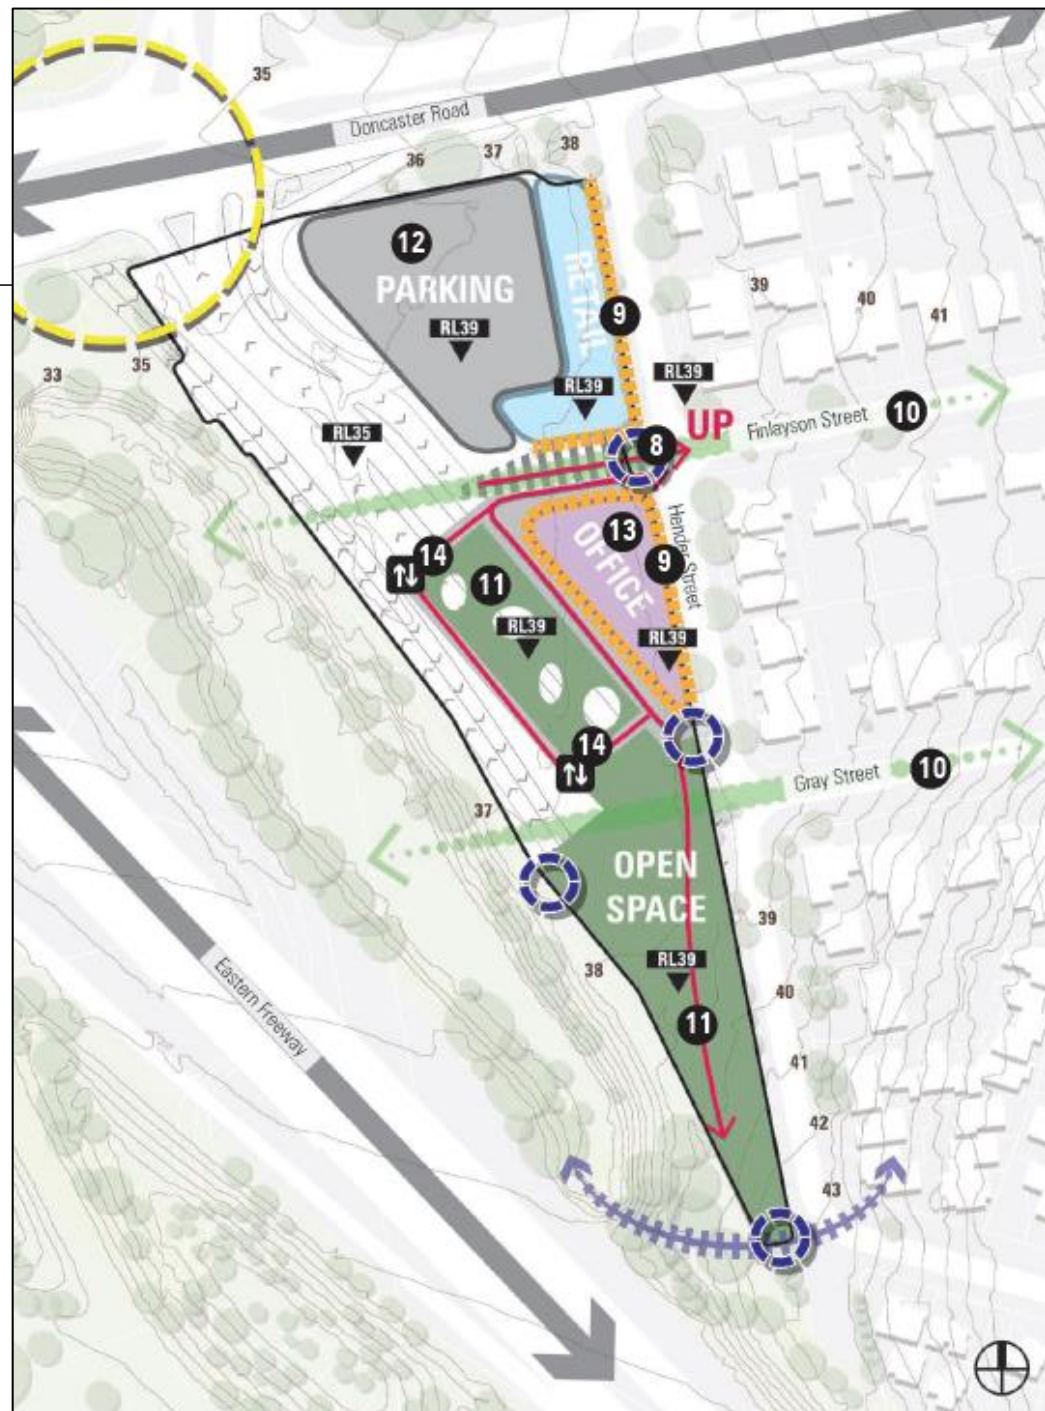 35
Doncaster Road
38
37
36
12
PARKING
RETAIL
RL39
9
39
40
41
33
35
RL39
RL39
RL35
UP
8
Finlayson Street
10
14
11
13
OFFICE
9
Hender Street
RL39
RL39
14
Gray Street
10
37
OPEN
SPACE
39
RL39
38
40
11
Eastern Freeway
41
42
43